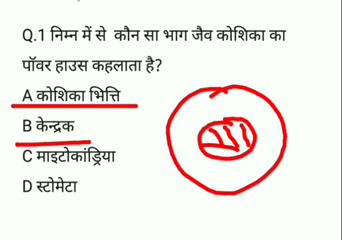 Q.1 निम्न में से कौन सा भाग जैव कोशिका का
पॉवर हाउस कहलाता है?
A कोशिका भित्ति
B केन्द्रक
C माइटोकांड्रिया
D स्टोमेटा